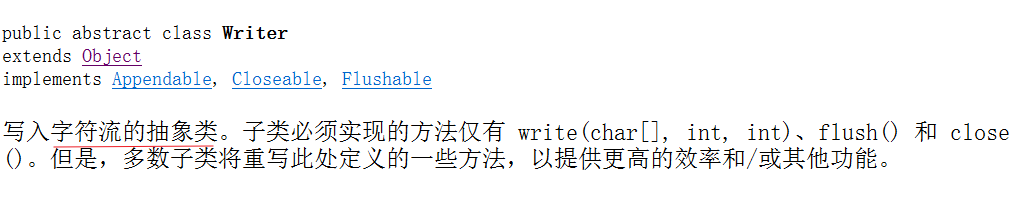 public abstract class Writer
extends Object
implements Appendable, Closeable, Flushable
写入字符流的抽象类。子类必须实现的方法仅有 write(char[], int, int)、flush() 和 close
()。但是，多数子类将重写此处定义的一些方法，以提供更高的效率和/或其他功能。